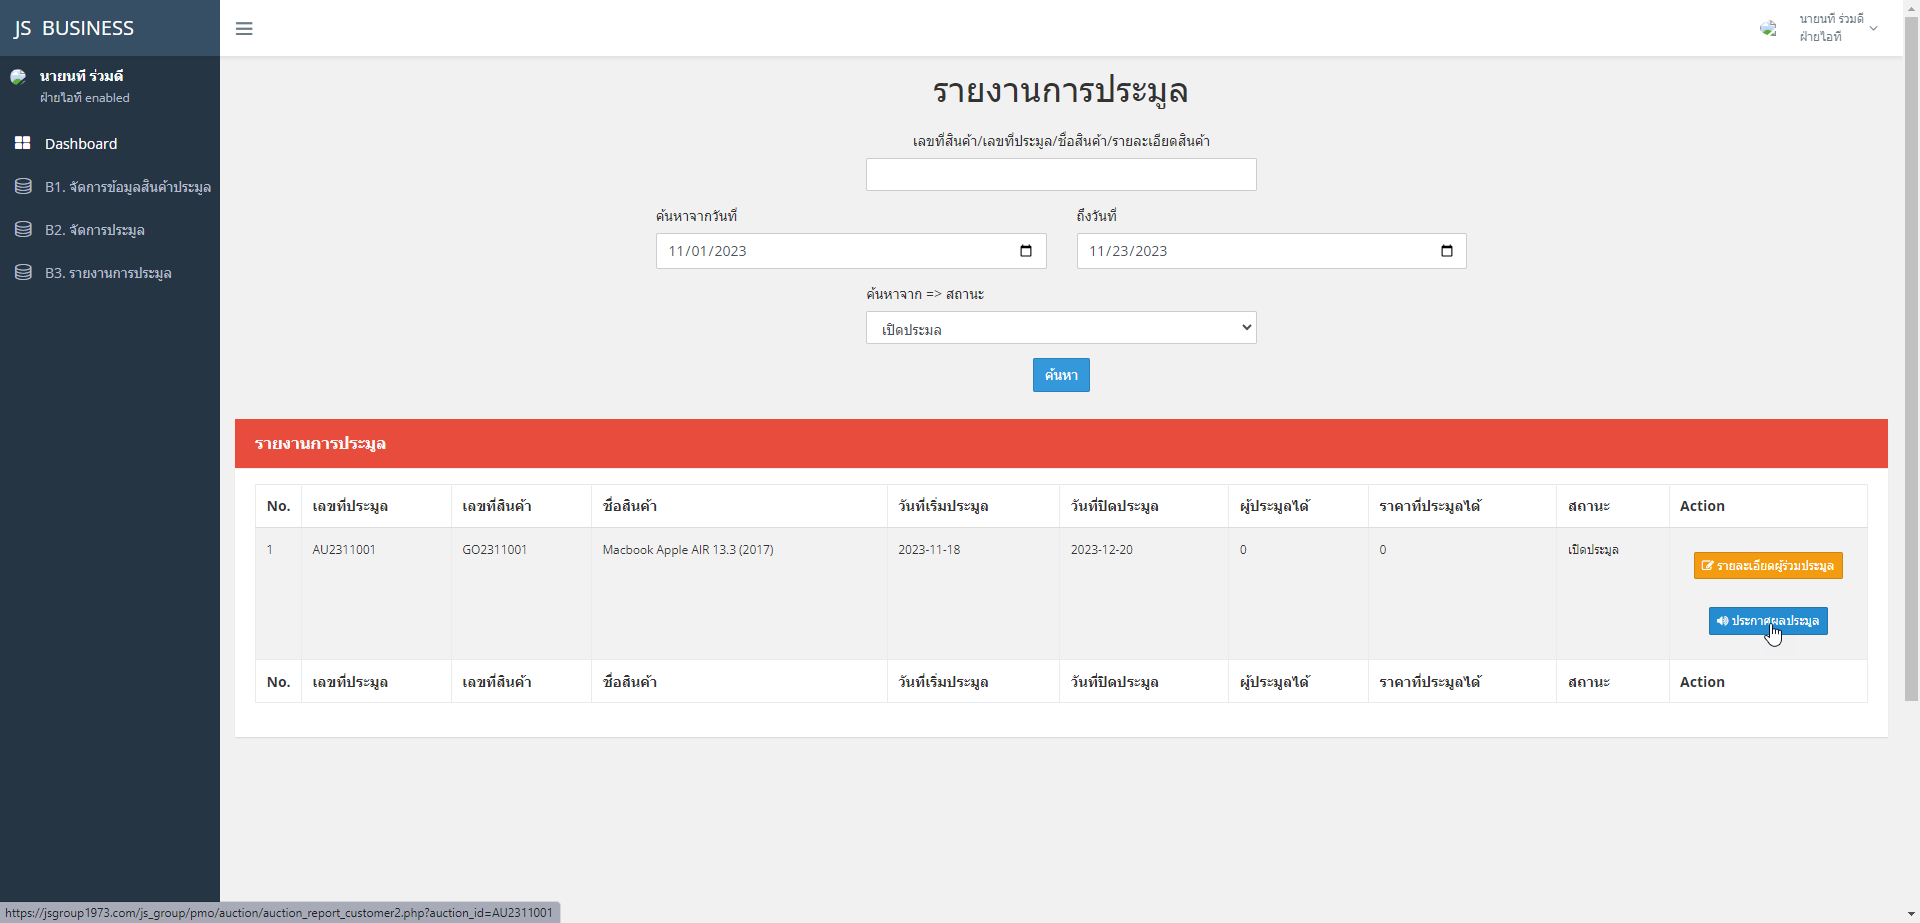 JS BUSINESS
นายนที ร่วมดี
ฝ่ายไอที
นายนที ร่วมดี
ฝ่ายไอที enabled
Dashboard
B1. จัดการข้อมูลสินค้าประมูล
B2. จัดการประมูล
B3. รายงานการประมูล
รายงานการประมูล
เลขที่สินค้า/เลขที่ประมูล/ชื่อสินค้า/รายละเอียดสินค้า
ค้นหาจากวันที่
ถึงวันที่
11/01/2023
11/23/2023
ค้นหาจาก => สถานะ
เปิดประมูล
ค้นหา
รายงานการประมูล
No. เลขที่ประมูล เลขที่สินค้า ชื่อสินค้า วันที่เริ่มประมูล วันที่ปิดประมูล ผู้ประมูลได้ ราคาที่ประมูลได้ สถานะ Action
1 AU2311001 GO2311001 Macbook Apple AIR 13.3 (2017) 2023-11-18 2023-12-20 0 0 เปิดประมูล
รายละเอียดผู้ร่วมประมูล
ประกาศผลประมูล
No. เลขที่ประมูล เลขที่สินค้า ชื่อสินค้า วันที่เริ่มประมูล วันที่ปิดประมูล ผู้ประมูลได้ ราคาที่ประมูลได้ สถานะ Action
https://jsgroup1973.com/js_group/pmo/auction/auction_report_customer2.php?auction_id=AU2311001